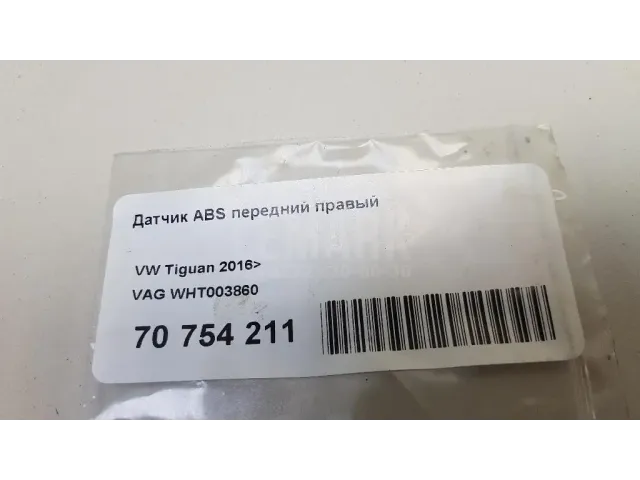 Датчик ABS передний правый
VW Tiguan 2016>
VAG WHT003860
70 754 211